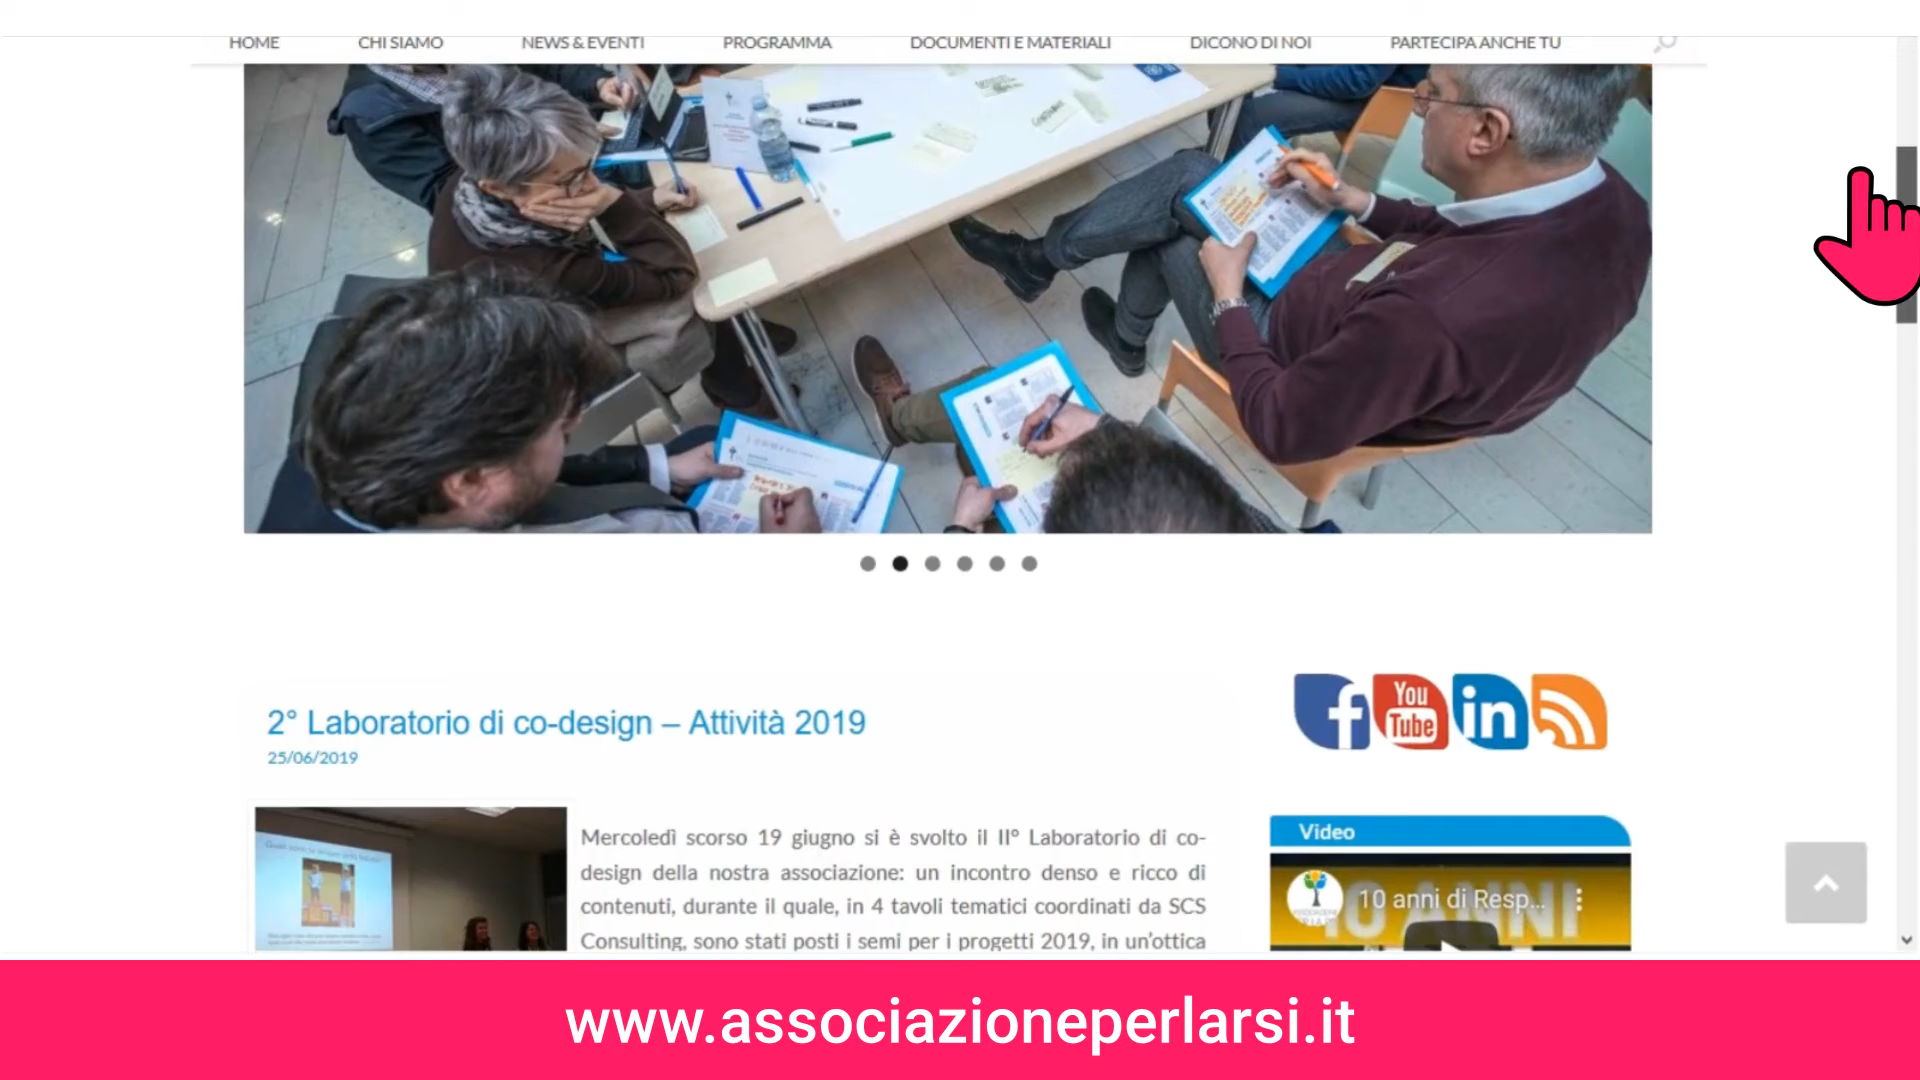 HOME CHI SIAMO NEWS & EVENTI PROGRAMMA DOCUMENTI E MATERIALI DICONO DI NOI PARTECIPA ANCHE TU
2° Laboratorio di co-design – Attività 2019
25/06/2019
Mercoledì scorso 19 giugno si è svolto il II° Laboratorio di co-
design della nostra associazione: un incontro denso e ricco di
contenuti, durante il quale, in 4 tavoli tematici coordinati da SCS
Consulting, sono stati posti i semi per i progetti 2019, in un'ottica
f
You
Tube
in
Video
10 anni di Resp...
10 ANNI
www.associazioneperlarsi.it